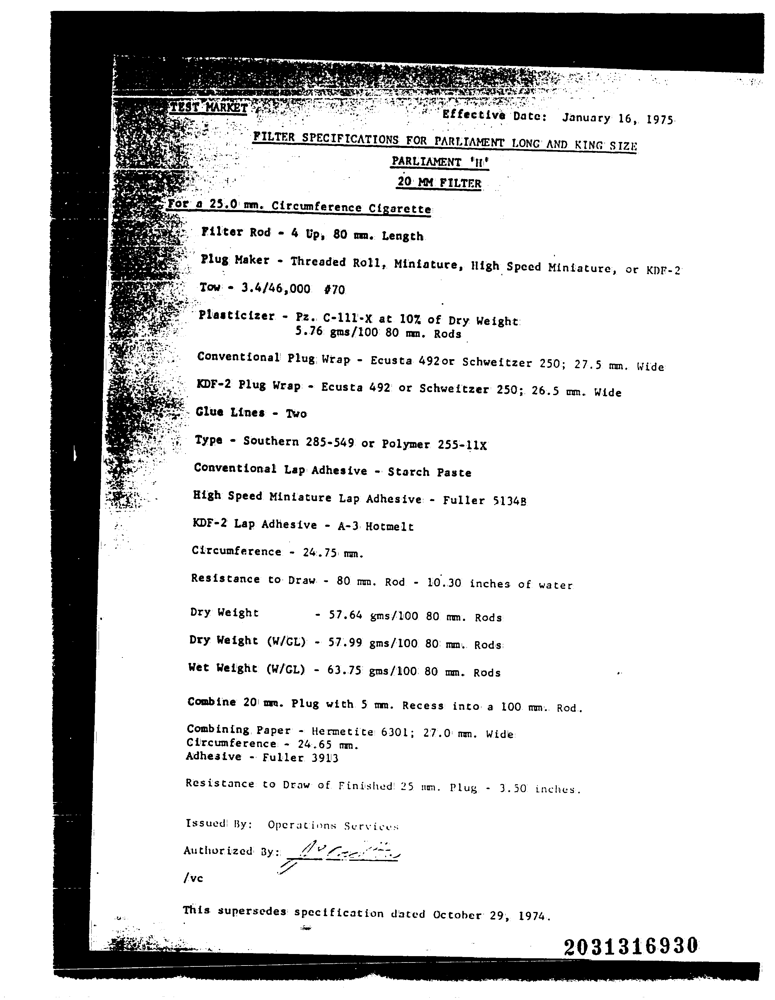 TEST MARKET
Effective Date: January 16, 1975
FILTER SPECIFICATIONS FOR PARLIAMENT LONG AND KING SIZE
PARLIAMENT 'H'
20 MM FILTER
For a 25.0 mm. Circumference Cigarette
Filter Rod - 4 Up, 80 mm. Length
Plug Maker - Threaded Roll, Miniature, High Speed Miniature, or KDF-2
Tow - 3.4/46,000 #70
Plasticizer - Pz. C-111-X at 10% of Dry Weight
5.76 gms/100 80 mm. Rods
Conventional Plug Wrap - Ecusta 492or Schweitzer 250; 27.5 mm. Wide
KDF-2 Plug Wrap - Ecusta 492 or Schweitzer 250; 26.5 mm. Wide
Glue Lines - Two
Type - Southern 285-549 or Polymer 255-11X
Conventional Lap Adhesive - Starch Paste
High Speed Miniature Lap Adhesive - Fuller 5134B
KDF-2 Lap Adhesive - A-3 Hotmelt
Circumference - 24.75 mm.
Resistance to Draw - 80 mm. Rod - 10.30 inches of water
Dry Weight - 57.64 gms/100 80 mm. Rods
Dry Weight (W/GL) - 57.99 gms/100 80 mm. Rods
Wet Weight (W/GL) - 63.75 gms/100 80 mm. Rods
Combine 20 mm. Plug with 5 mm. Recess into a 100 mm. Rod.
Combining Paper - Hermetite 6301; 27.0 mm. Wide
Circumference - 24.65 mm.
Adhesive - Fuller 3913
Resistance to Draw of Finished 25 mm. Plug - 3.50 inches.
Issued By: Operations Services
Authorized By:
/vc
This supersedes specification dated October 29, 1974.
2031316930